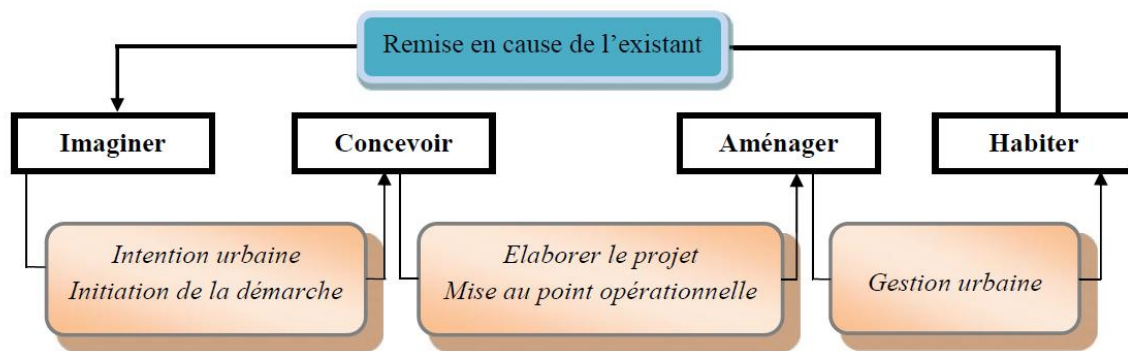 Remise en cause de l’existant
Imaginer
Concevoir
Aménager
Habiter
Intention urbaine
Initiation de la démarche
Elaborer le projet
Mise au point opérationnelle
Gestion urbaine